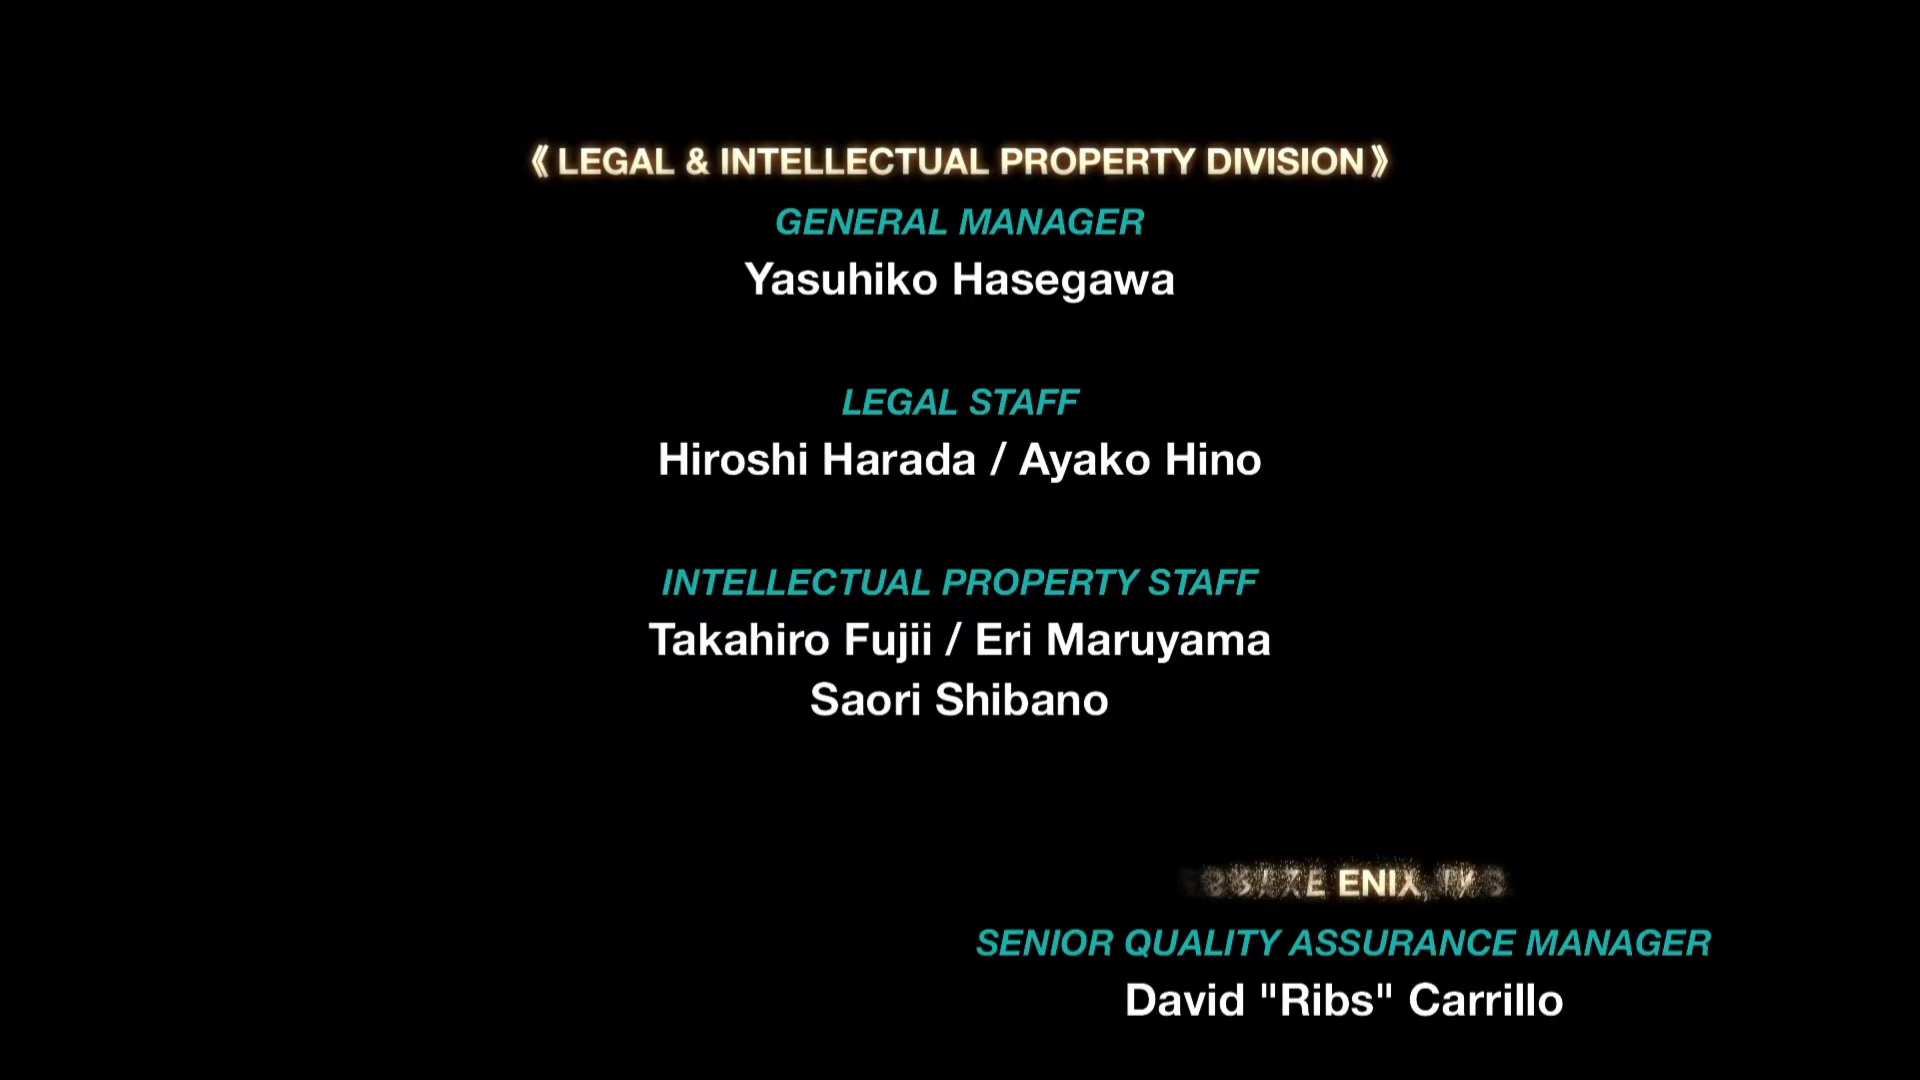 《LEGAL & INTELLECTUAL PROPERTY DIVISION》
GENERAL MANAGER
Yasuhiko Hasegawa
LEGAL STAFF
Hiroshi Harada / Ayako Hino
INTELLECTUAL PROPERTY STAFF
Takahiro Fujii / Eri Maruyama
Saori Shibano
ENIX,
SENIOR QUALITY ASSURANCE MANAGER
David "Ribs" Carrillo